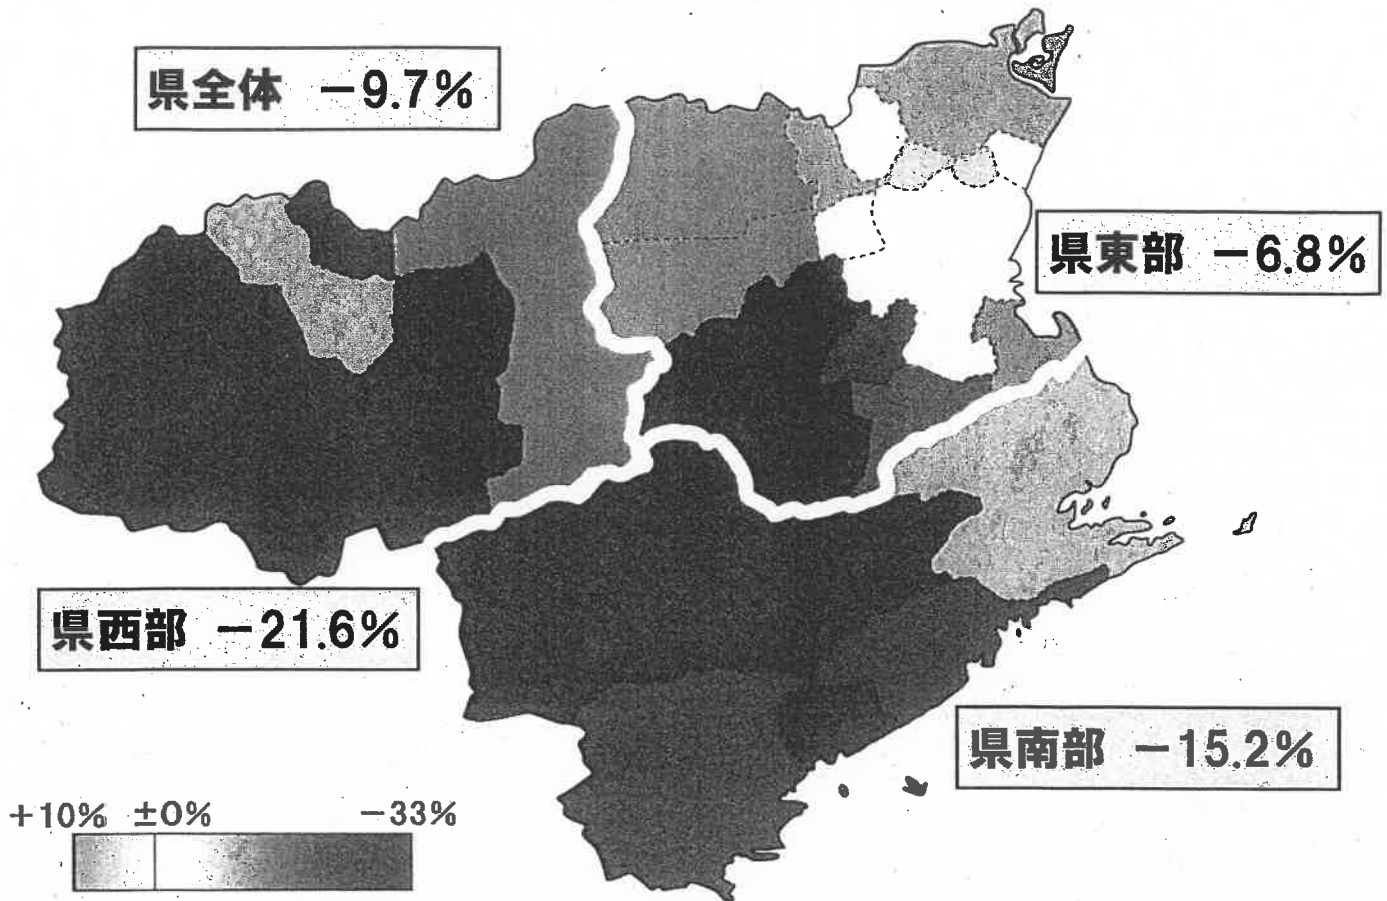 県全体 －9.7％
県東部 －6.8％
県西部 －21.6％
県南部 －15.2％
+10% ±0% －33%